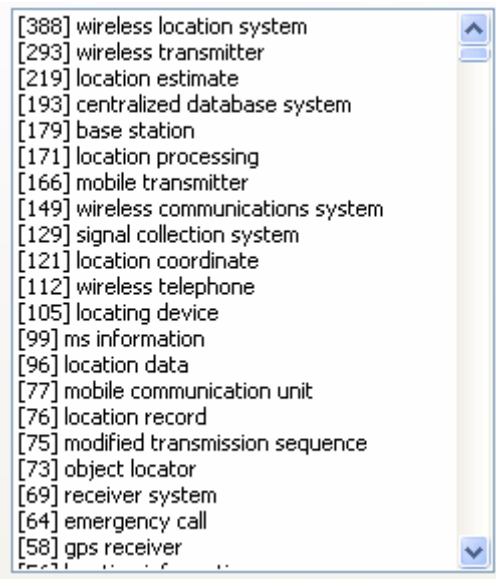 [388] wireless location system
[293] wireless transmitter
[219] location estimate
[193] centralized database system
[179] base station
[171] location processing
[166] mobile transmitter
[149] wireless communications system
[129] signal collection system
[121] location coordinate
[112] wireless telephone
[105] locating device
[99] ms information
[96] location data
[77] mobile communication unit
[76] location record
[75] modified transmission sequence
[73] object locator
[69] receiver system
[64] emergency call
[58] gps receiver